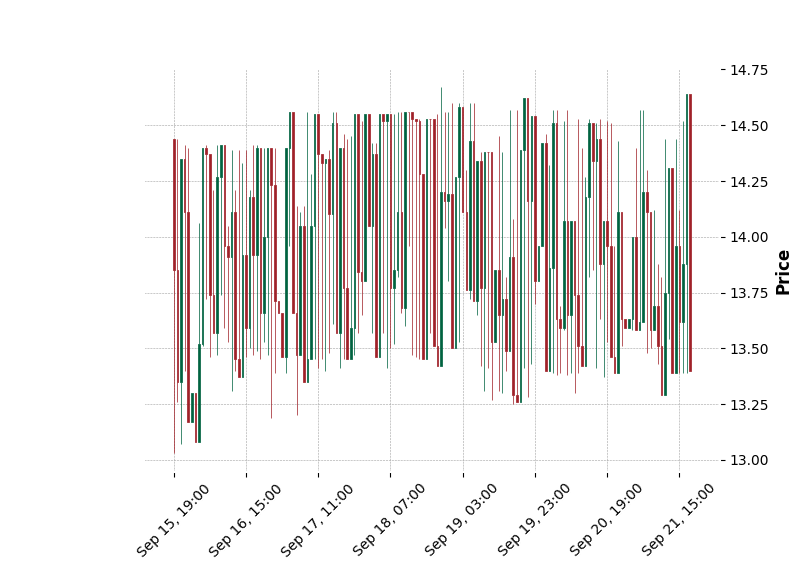 14.75
14.50
14.25
14.00
13.75
13.50
13.25
13.00
Price
Sep 15, 19:00
Sep 16, 15:00
Sep 17, 11:00
Sep 18, 07:00
Sep 19, 03:00
Sep 19, 23:00
Sep 20, 19:00
Sep 21, 15:00